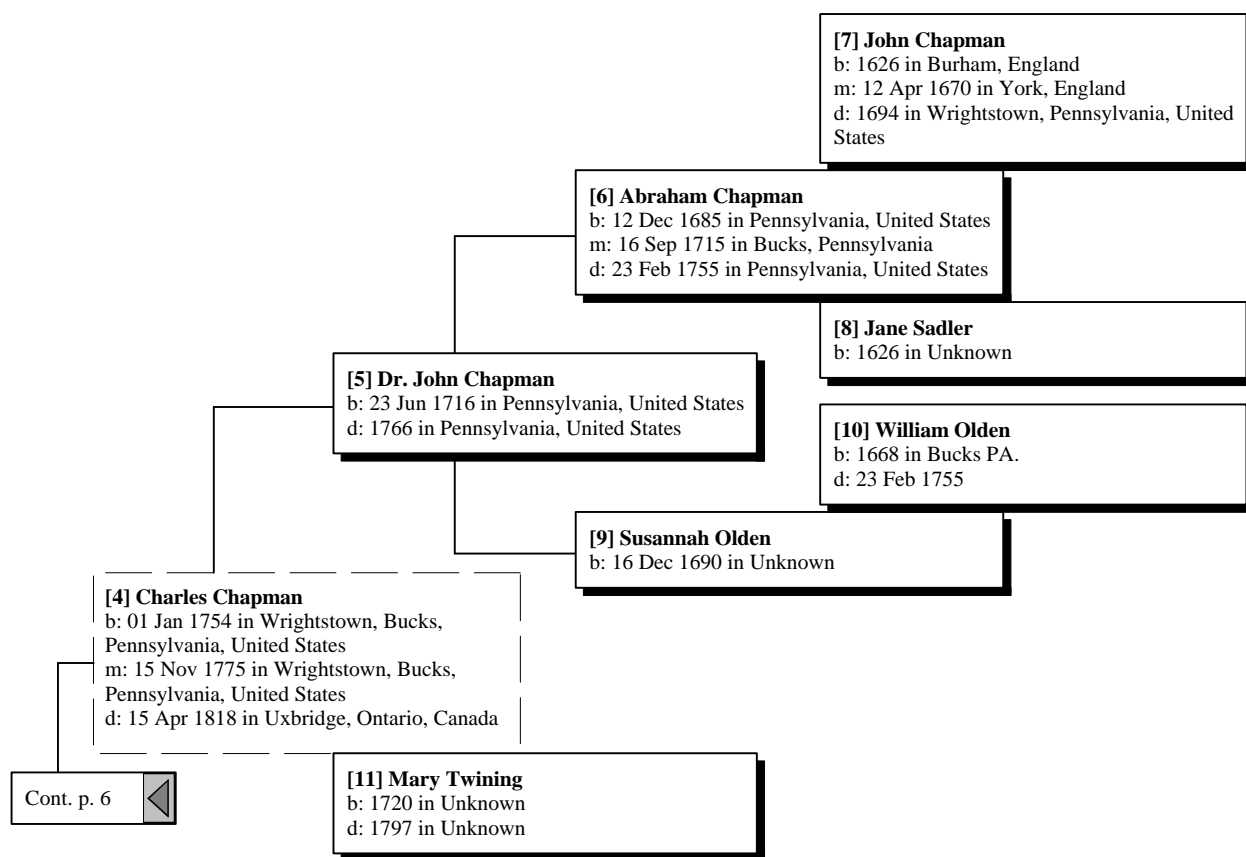 [7] John Chapman
b: 1626 in Burham, England
m: 12 Apr 1670 in York, England
d: 1694 in Wrightstown, Pennsylvania, United
States
[6] Abraham Chapman
b: 12 Dec 1685 in Pennsylvania, United States
m: 16 Sep 1715 in Bucks, Pennsylvania
d: 23 Feb 1755 in Pennsylvania, United States
[8] Jane Sadler
b: 1626 in Unknown
[5] Dr. John Chapman
b: 23 Jun 1716 in Pennsylvania, United States
d: 1766 in Pennsylvania, United States
[10] William Olden
b: 1668 in Bucks PA.
d: 23 Feb 1755
[9] Susannah Olden
b: 16 Dec 1690 in Unknown
[4] Charles Chapman
b: 01 Jan 1754 in Wrightstown, Bucks,
Pennsylvania, United States
m: 15 Nov 1775 in Wrightstown, Bucks,
Pennsylvania, United States
d: 15 Apr 1818 in Uxbridge, Ontario, Canada
[11] Mary Twining
b: 1720 in Unknown
d: 1797 in Unknown
Cont. p. 6